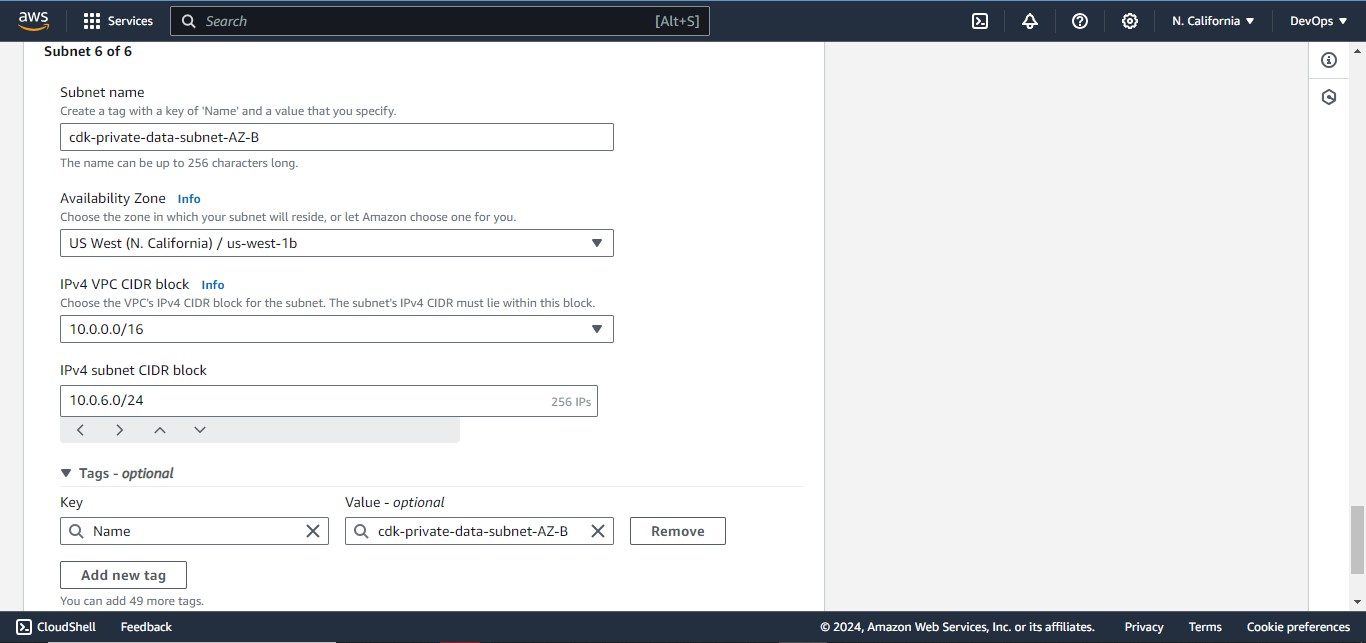 aws Services Search [Alt+S] N. California DevOps
Subnet 6 of 6
Subnet name
Create a tag with a key of 'Name' and a value that you specify.
cdk-private-data-subnet-AZ-B
The name can be up to 256 characters long.
Availability Zone Info
Choose the zone in which your subnet will reside, or let Amazon choose one for you.
US West (N. California) / us-west-1b
IPv4 VPC CIDR block Info
Choose the VPC's IPv4 CIDR block for the subnet. The subnet's IPv4 CIDR must lie within this block.
10.0.0.0/16
IPv4 subnet CIDR block
10.0.6.0/24 256 IPs
Tags - optional
Key Value - optional
Name cdk-private-data-subnet-AZ-B Remove
Add new tag
You can add 49 more tags.
CloudShell Feedback © 2024, Amazon Web Services, Inc. or its affiliates. Privacy Terms Cookie preferences